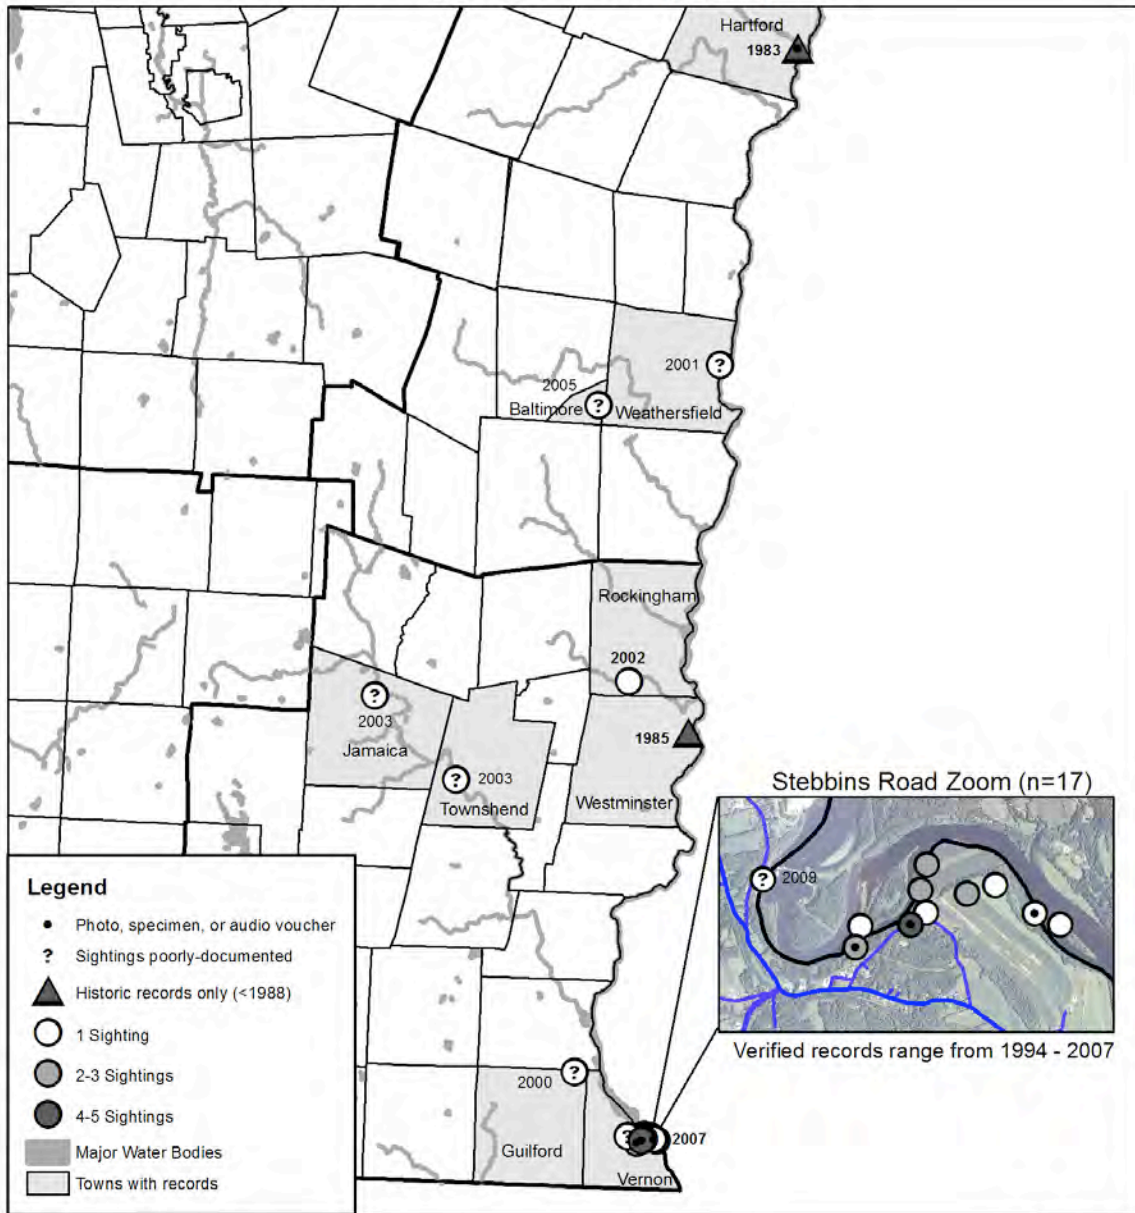 Hartford
1983
2001
2005
Baltimore
Weathersfield
Rockingham
2002
2003
Jamaica
1985
2003
Townshend
Westminster
Stebbins Road Zoom (n=17)
? 2009
Verified records range from 1994 - 2007
2000
Guilford
2007
Vernon
Legend
Photo, specimen, or audio voucher
? Sightings poorly-documented
Historic records only (<1988)
1 Sighting
2-3 Sightings
4-5 Sightings
Major Water Bodies
Towns with records